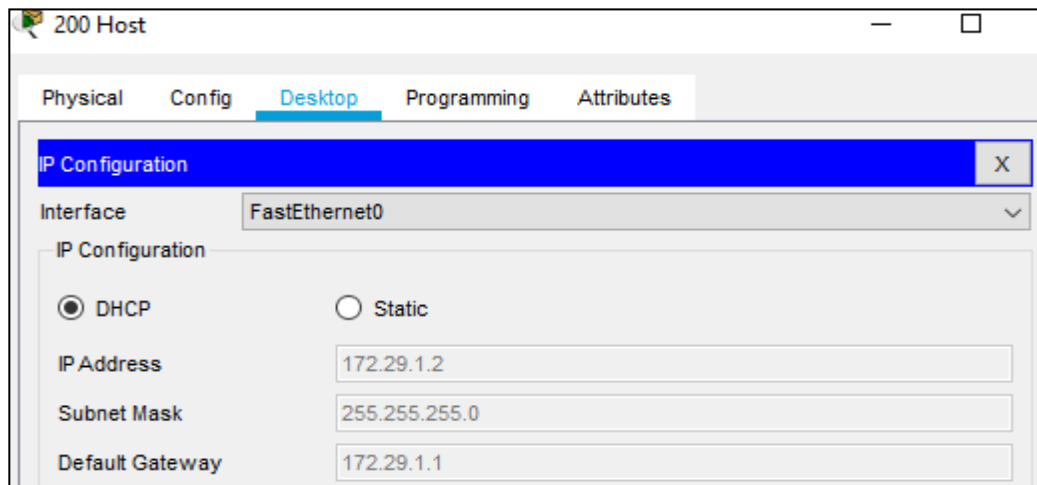 200 Host
Physical Config Desktop Programming Attributes
IP Configuration X
Interface FastEthernet0
IP Configuration
DHCP Static
IP Address 172.29.1.2
Subnet Mask 255.255.255.0
Default Gateway 172.29.1.1